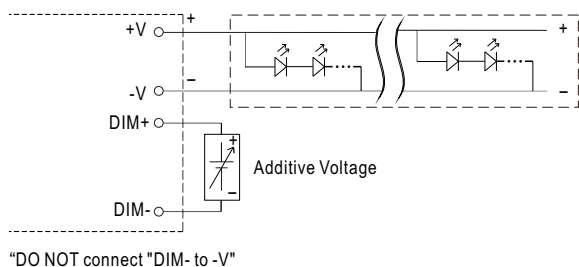 +V
+
+
-V
−
−
DIM+
+
Additive Voltage
−
DIM-
“DO NOT connect "DIM- to -V"